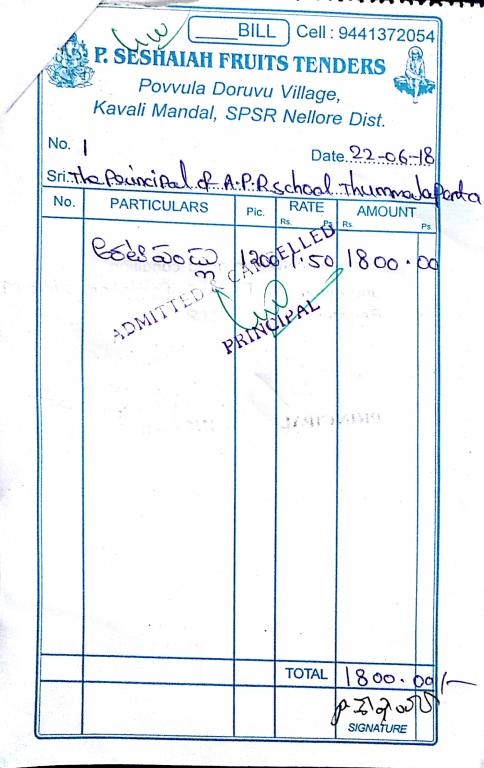 BILL Cell : 9441372054
P. SESHAIAH FRUITS TENDERS
Povvula Doruvu Village,
Kavali Mandal, SPSR Nellore Dist.
No. 1
Date. 22-06-18
Sri. The Principal of A.P.R school Thummalapenta
No. PARTICULARS Pic. RATE AMOUNT
Rs. Ps. Rs. Ps.
అరటి పండ్లు 1200 1.50 1800.00
ADMITTED & CANCELLED
PRINCIPAL
TOTAL 1800.00/-
SIGNATURE